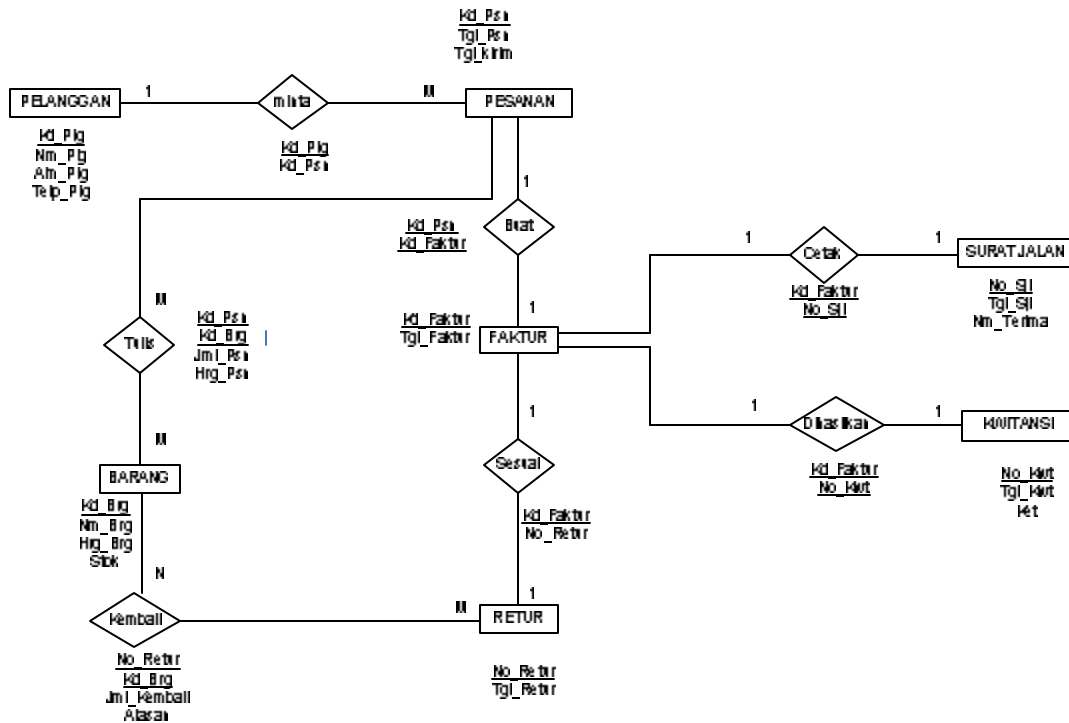 Kd_Psn
Tgl_Psn
Tgl_kirim
PELANGGAN
1
minta
M
PESANAN
Kd_Plg
Nm_Plg
Alm_Plg
Telp_Plg
Kd_Plg
Kd_Psn
1
Kd_Psn
Kd_Faktur
Buat
1
Cetak
1
SURAT JALAN
Kd_Faktur
No_SJl
No_SJl
Tgl_SJl
Nm_Terima
M
Tulis
Kd_Psn
Kd_Brg
Jml_Psn
Hrg_Psn
1
Kd_Faktur
Tgl_Faktur
FAKTUR
M
BARANG
Kd_Brg
Nm_Brg
Hrg_Brg
Stok
1
Sesuai
Kd_Faktur
No_Retur
1
Dihasilkan
1
KWITANSI
Kd_Faktur
No_Kwt
No_Kwt
Tgl_Kwt
Ket
N
Kembali
M
1
RETUR
No_Retur
Kd_Brg
Jml_Kembali
Alasan
No_Retur
Tgl_Retur